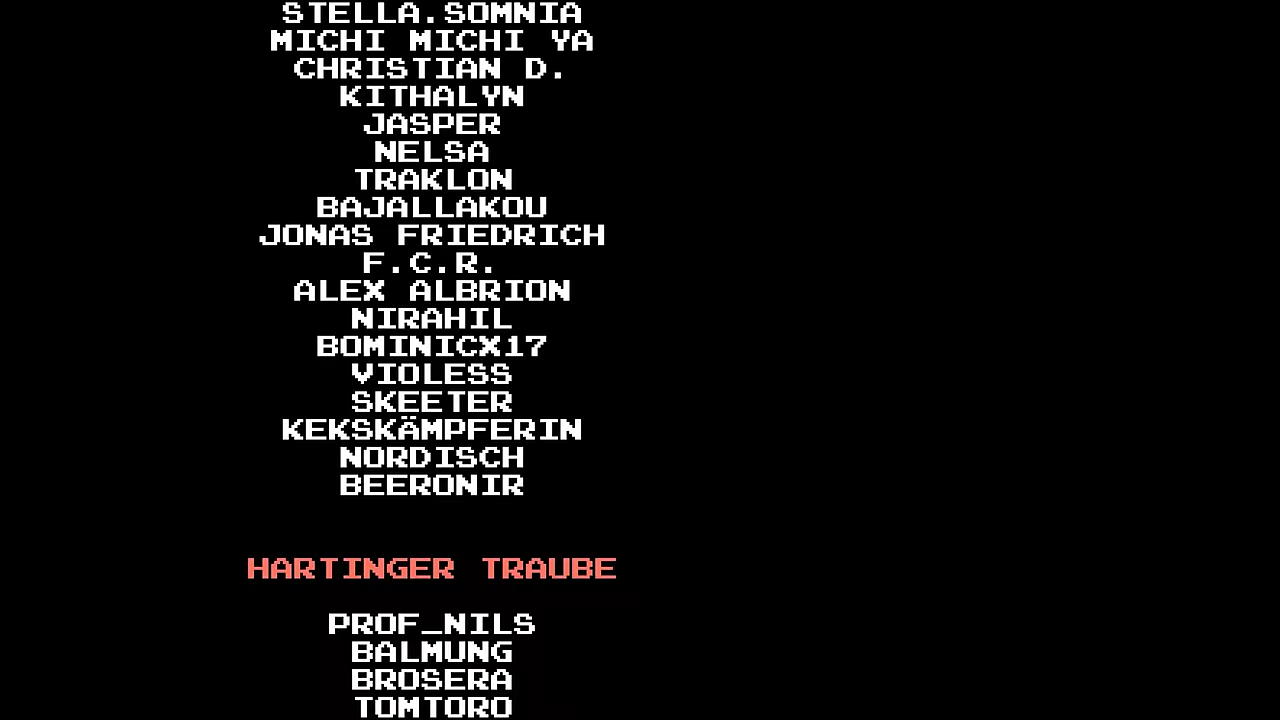 STELLA.SOMNIA
MICHI MICHI YA
CHRISTIAN D.
KITHALYN
JASPER
NELSA
TRAKLON
BAJALLAKOU
JONAS FRIEDRICH
F.C.R.
ALEX ALBRION
NIRAHIL
BOMINICX17
VIOLESS
SKEETER
KEKSKÄMPFERIN
NORDISCH
BEERONIR
HARTINGER TRAUBE
PROF_NILS
BALMUNG
BROSERA
TOMTORO